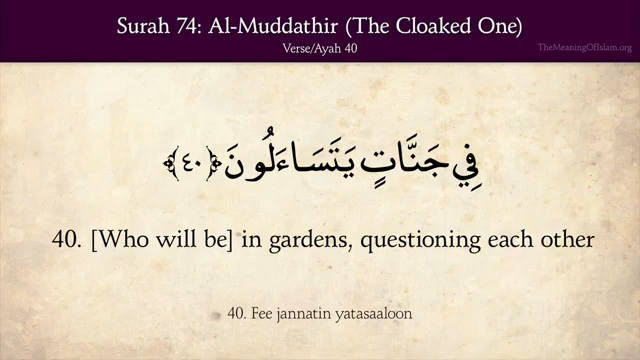 Surah 74: Al-Muddathir (The Cloaked One)
Verse/Ayah 40
TheMeaningOfIslam.org
فِي جَنَّاتٍ يَتَسَاءَلُونَ ﴿٤٠﴾
40. [Who will be] in gardens, questioning each other
40. Fee jannatin yatasaaloon